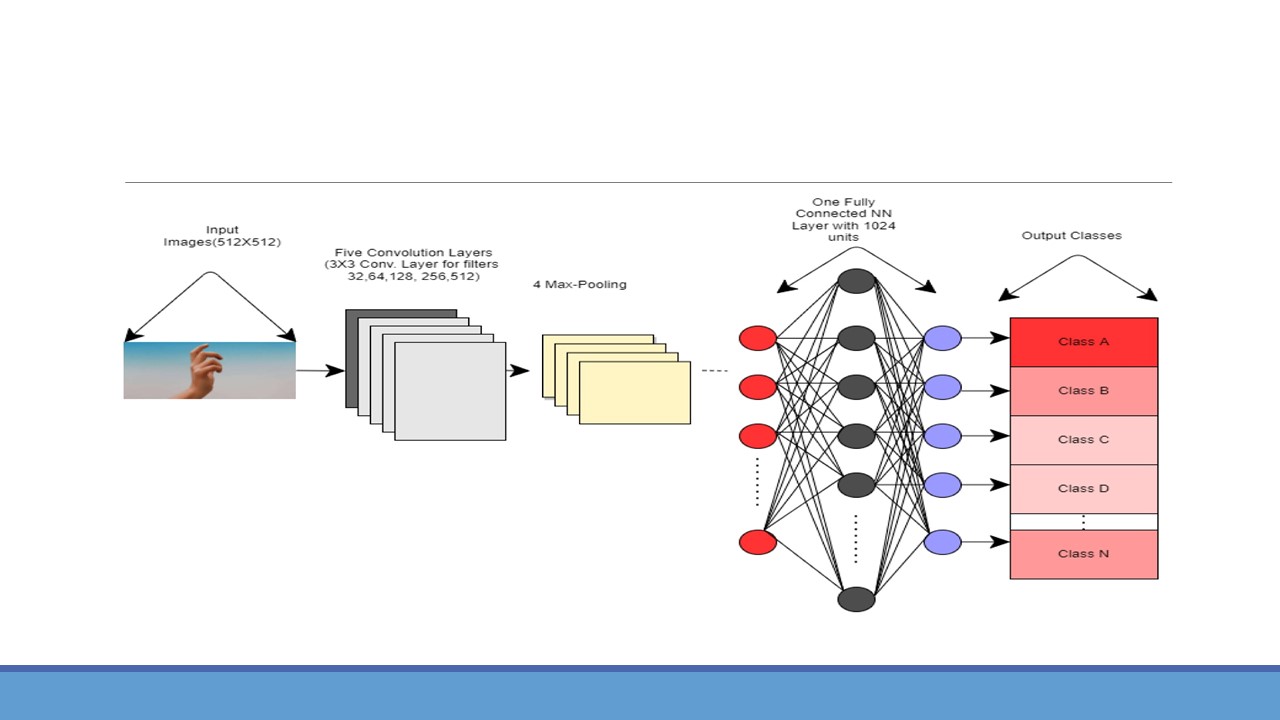 Input
Images(512X512)
Five Convolution Layers
(3X3 Conv. Layer for filters
32,64,128, 256,512)
4 Max-Pooling
One Fully
Connected NN
Layer with 1024
units
Output Classes
Class A
Class B
Class C
Class D
Class N